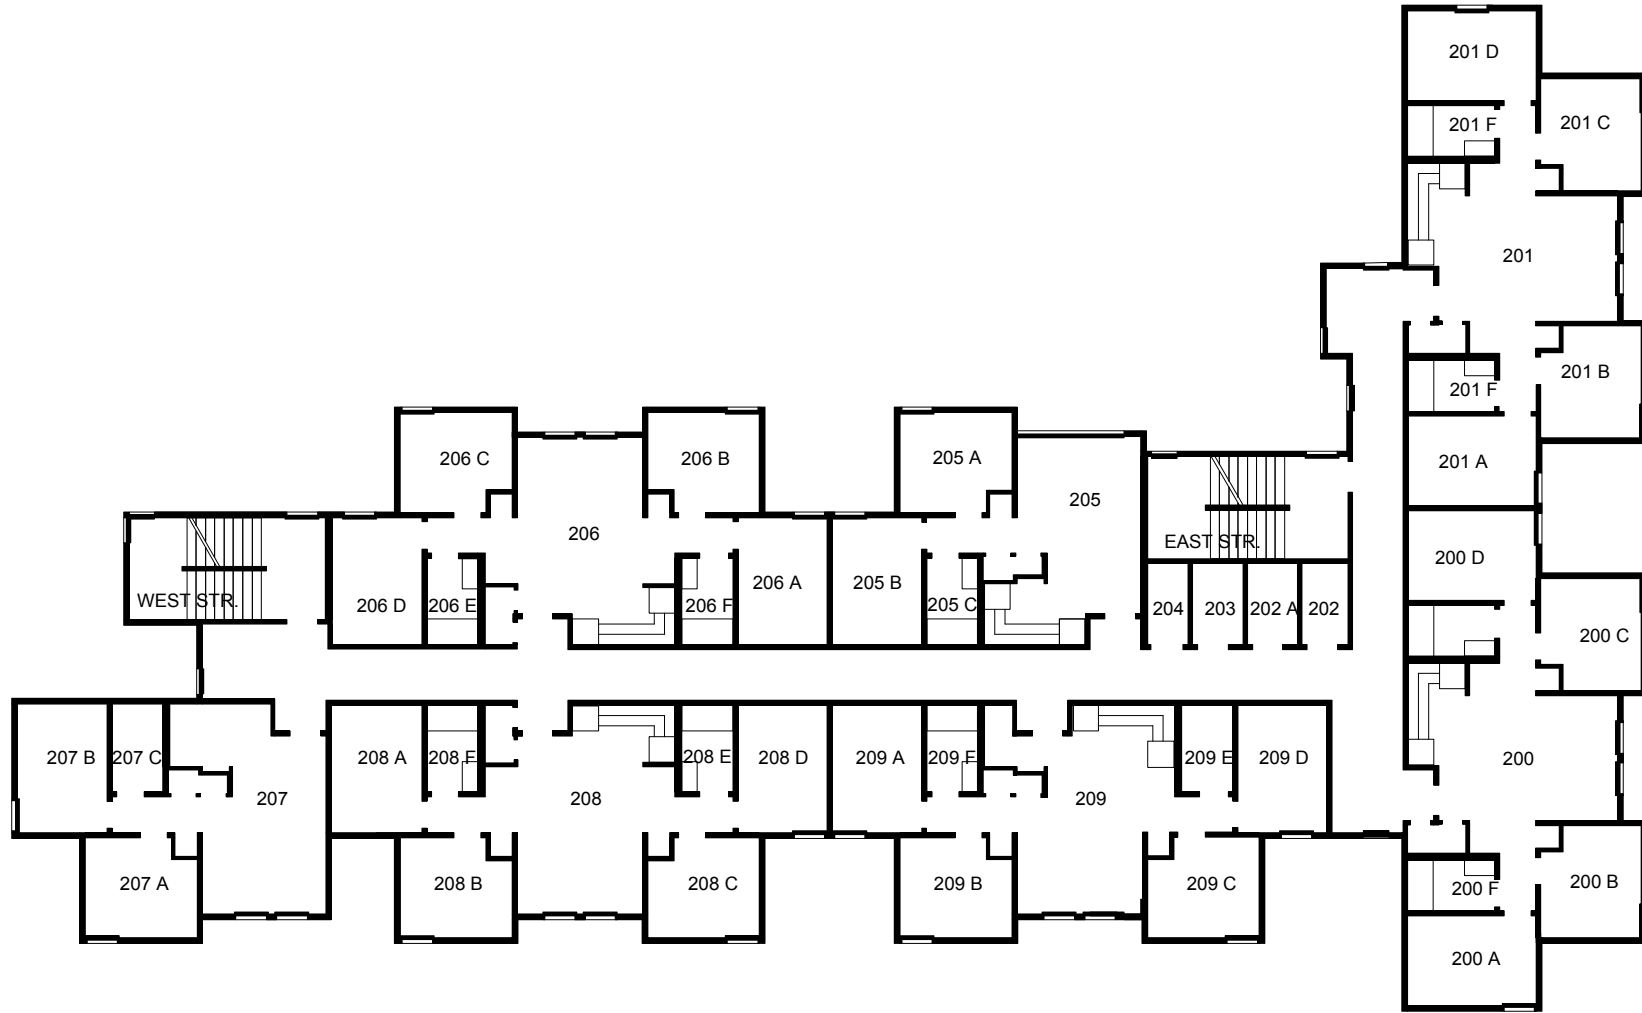 201 D
201 C
201 F
201
201 B
201 F
201 A
206 C
206 B
205 A
205
206
EAST STR.
200 D
206 A
205 B
WEST STR.
206 D
206 E
206 F
205 C
204
203
202 A
202
200 C
207 B
207 C
208 A
208 F
208 E
208 D
209 A
209 F
209 E
209 D
200
207
208
209
207 A
208 B
208 C
209 B
209 C
200 F
200 B
200 A